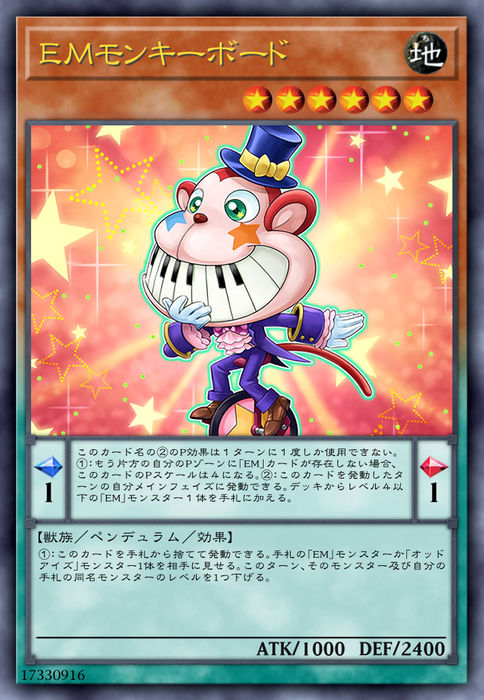 EMモンキーボード
ち
地
このカード名の②のP効果は1ターンに1度しか使用できない。
①:もう片方の自分のPゾーンに「EM」カードが存在しない場合、
このカードのPスケールは4になる。②:このカードを発動したタ
ーンの自分メインフェイズに発動できる。デッキからレベル4以
下の「EM」モンスター1体を手札に加える。
1
1
【獣族/ペンデュラム/効果】
①:このカードを手札から捨てて発動できる。手札の「EM」モンスターか「オッド
アイズ」モンスター1体を相手に見せる。このターン、そのモンスター及び自分の
手札の同名モンスターのレベルを1つ下げる。
ATK/1000 DEF/2400
17330916